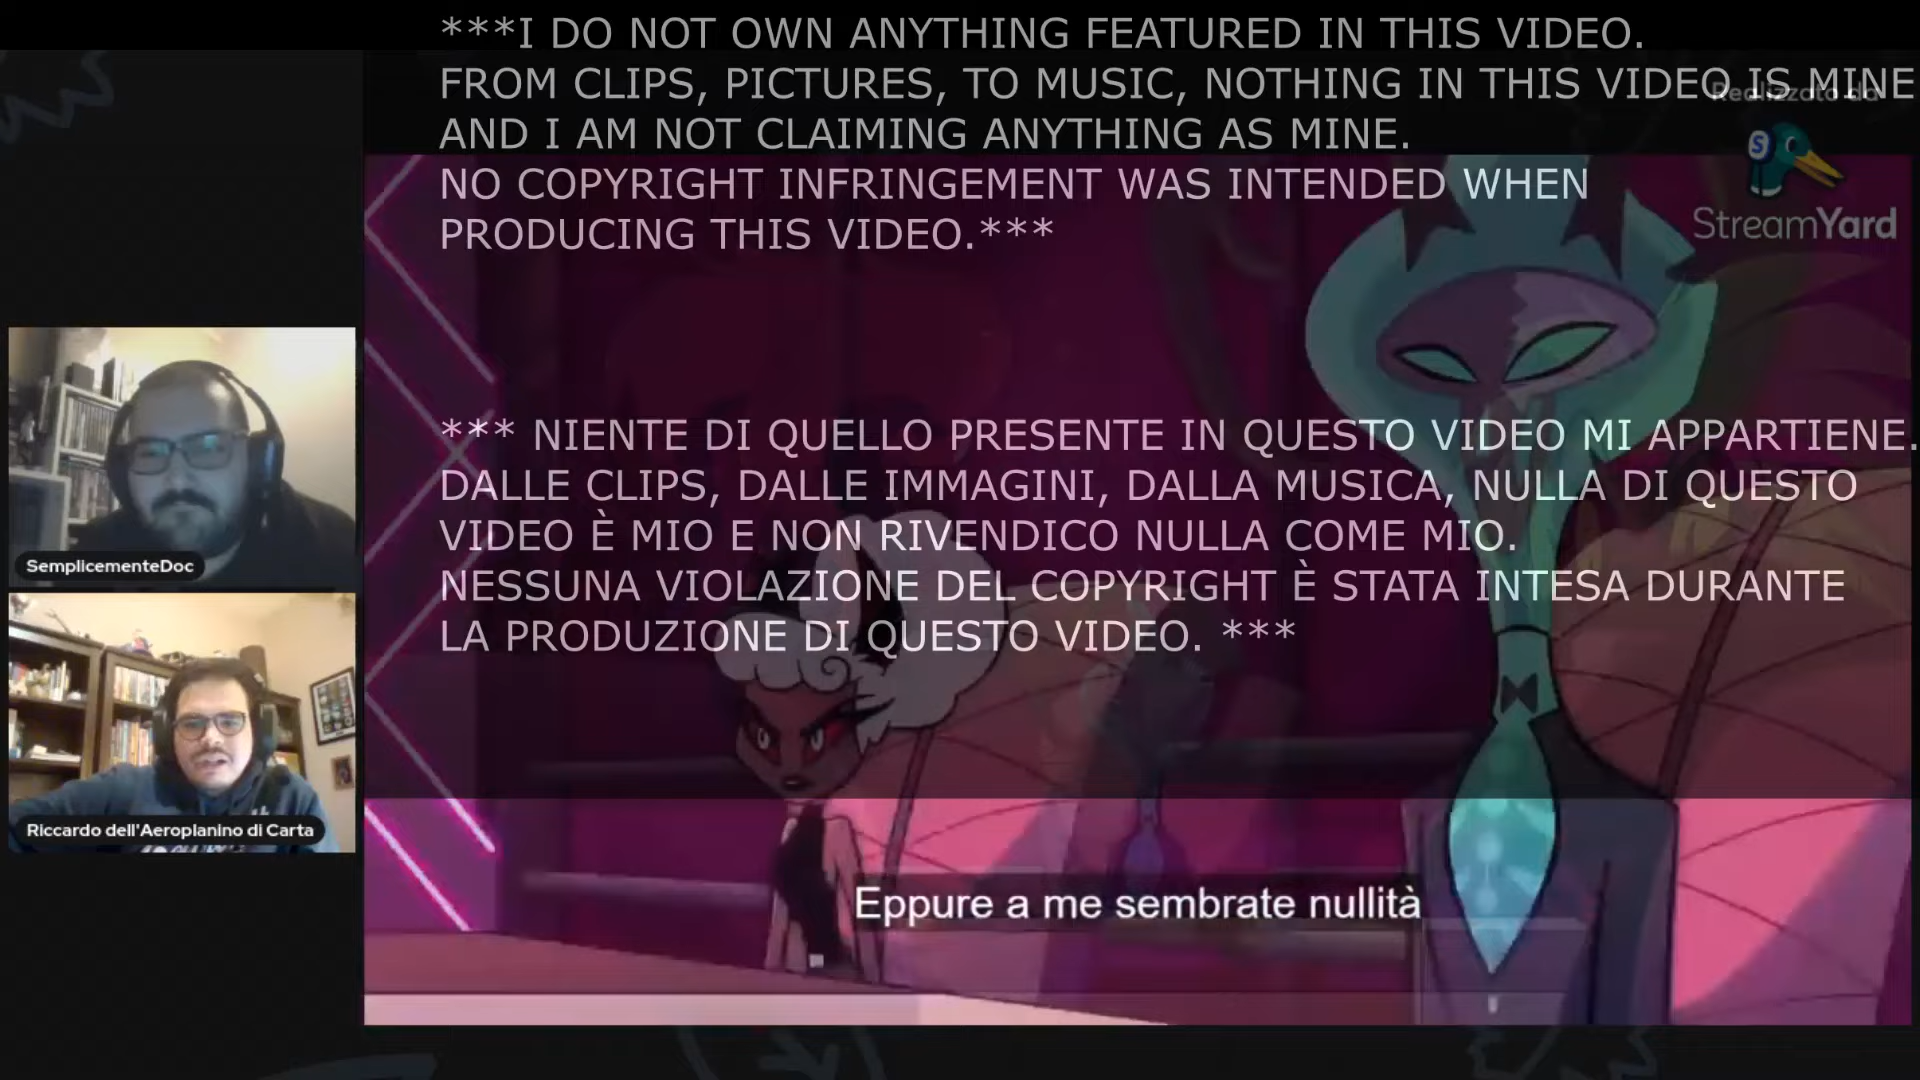 ***I DO NOT OWN ANYTHING FEATURED IN THIS VIDEO.
FROM CLIPS, PICTURES, TO MUSIC, NOTHING IN THIS VIDEO IS MINE
AND I AM NOT CLAIMING ANYTHING AS MINE.
NO COPYRIGHT INFRINGEMENT WAS INTENDED WHEN
PRODUCING THIS VIDEO.***
Realizzato da
StreamYard
*** NIENTE DI QUELLO PRESENTE IN QUESTO VIDEO MI APPARTIENE.
DALLE CLIPS, DALLE IMMAGINI, DALLA MUSICA, NULLA DI QUESTO
VIDEO È MIO E NON RIVENDICO NULLA COME MIO.
NESSUNA VIOLAZIONE DEL COPYRIGHT È STATA INTESA DURANTE
LA PRODUZIONE DI QUESTO VIDEO. ***
SemplicementeDoc
Riccardo dell'Aeroplanino di Carta
Eppure a me sembrate nullità